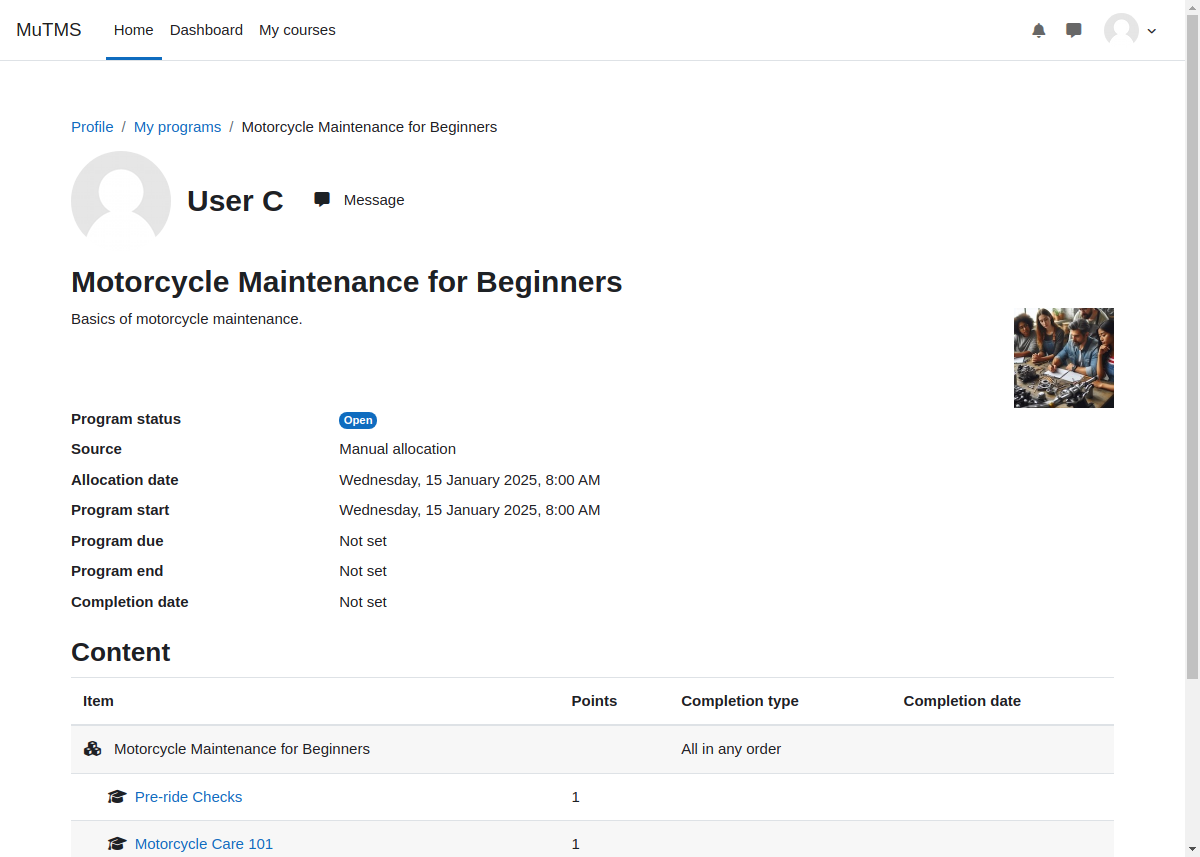 MuTMS Home Dashboard My courses
Profile / My programs / Motorcycle Maintenance for Beginners
User C Message
Motorcycle Maintenance for Beginners
Basics of motorcycle maintenance.
Program status Open
Source Manual allocation
Allocation date Wednesday, 15 January 2025, 8:00 AM
Program start Wednesday, 15 January 2025, 8:00 AM
Program due Not set
Program end Not set
Completion date Not set
Content
Item Points Completion type Completion date
Motorcycle Maintenance for Beginners All in any order
Pre-ride Checks 1
Motorcycle Care 101 1